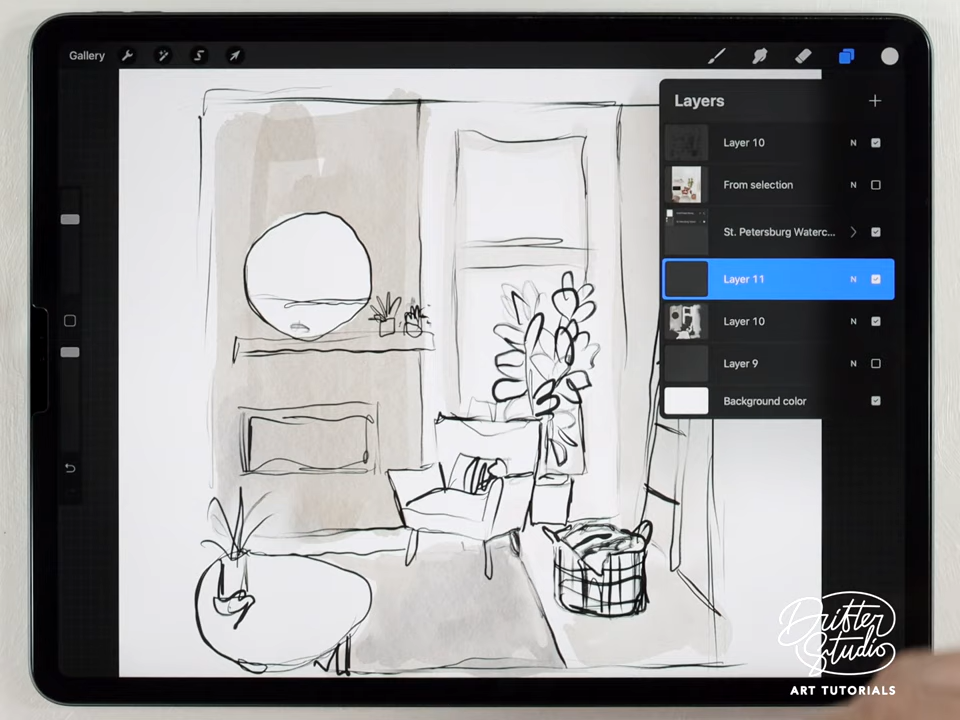 Gallery
Layers
Layer 10
N
From selection
N
St. Petersburg Waterc...
Layer 11
N
Layer 10
N
Layer 9
N
Background color
Drifter
Studio
ART TUTORIALS